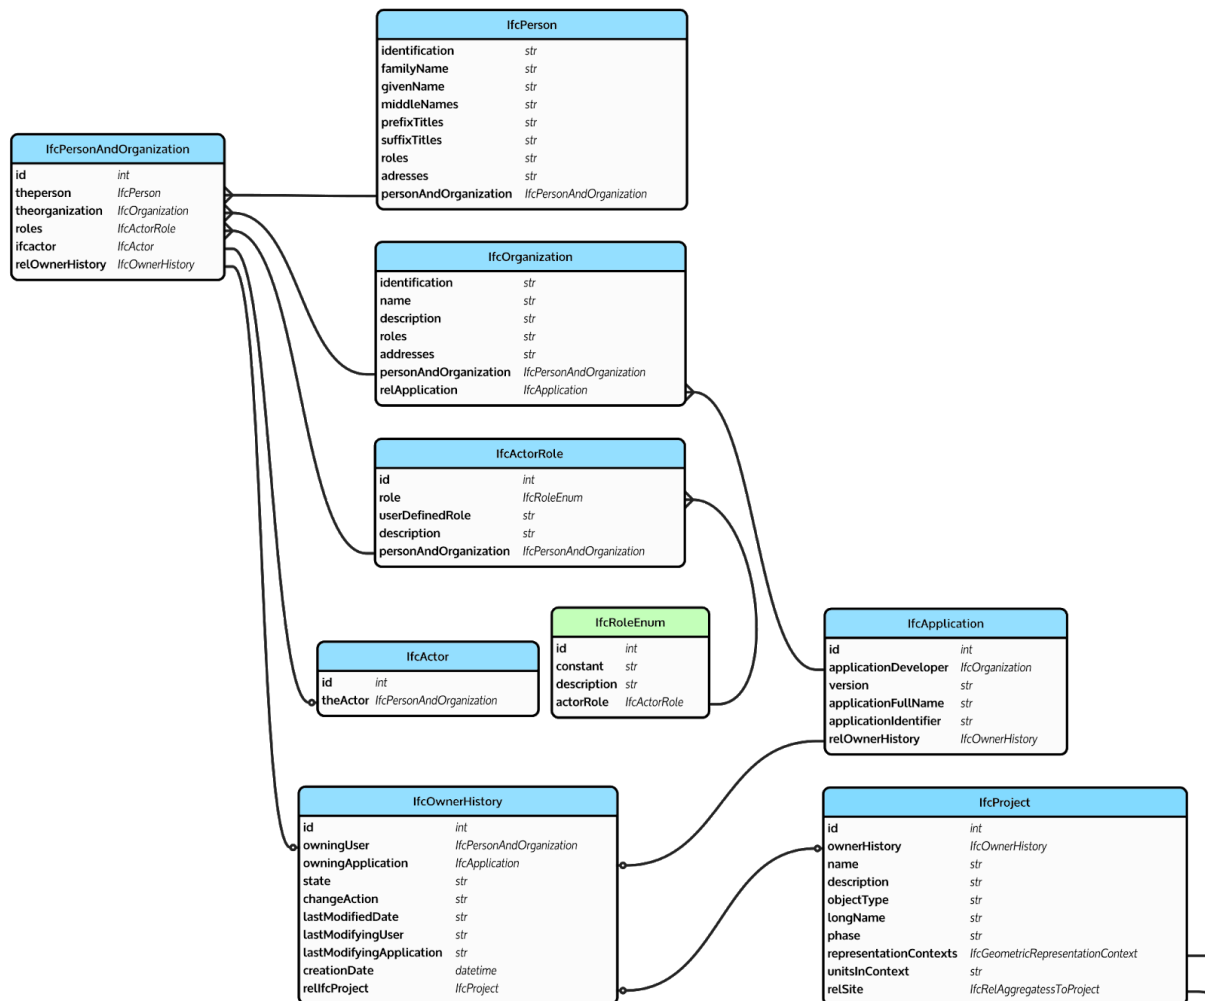 IfcPerson
identification str
familyName str
givenName str
middleNames str
prefixTitles str
suffixTitles str
roles str
adresses str
personAndOrganization IfcPersonAndOrganization
IfcPersonAndOrganization
id int
theperson IfcPerson
theorganization IfcOrganization
roles IfcActorRole
ifcactor IfcActor
relOwnerHistory IfcOwnerHistory
IfcOrganization
identification str
name str
description str
roles str
addresses str
personAndOrganization IfcPersonAndOrganization
relApplication IfcApplication
IfcActorRole
id int
role IfcRoleEnum
userDefinedRole str
description str
personAndOrganization IfcPersonAndOrganization
IfcActor
id int
theActor IfcPersonAndOrganization
IfcRoleEnum
id int
constant str
description str
actorRole IfcActorRole
IfcApplication
id int
applicationDeveloper IfcOrganization
version str
applicationFullName str
applicationIdentifier str
relOwnerHistory IfcOwnerHistory
IfcOwnerHistory
id int
owningUser IfcPersonAndOrganization
owningApplication IfcApplication
state str
changeAction str
lastModifiedDate str
lastModifyingUser str
lastModifyingApplication str
creationDate datetime
relIfcProject IfcProject
IfcProject
id int
ownerHistory IfcOwnerHistory
name str
description str
objectType str
longName str
phase str
representationContexts IfcGeometricRepresentationContext
unitsInContext str
relSite IfcRelAggregatessToProject